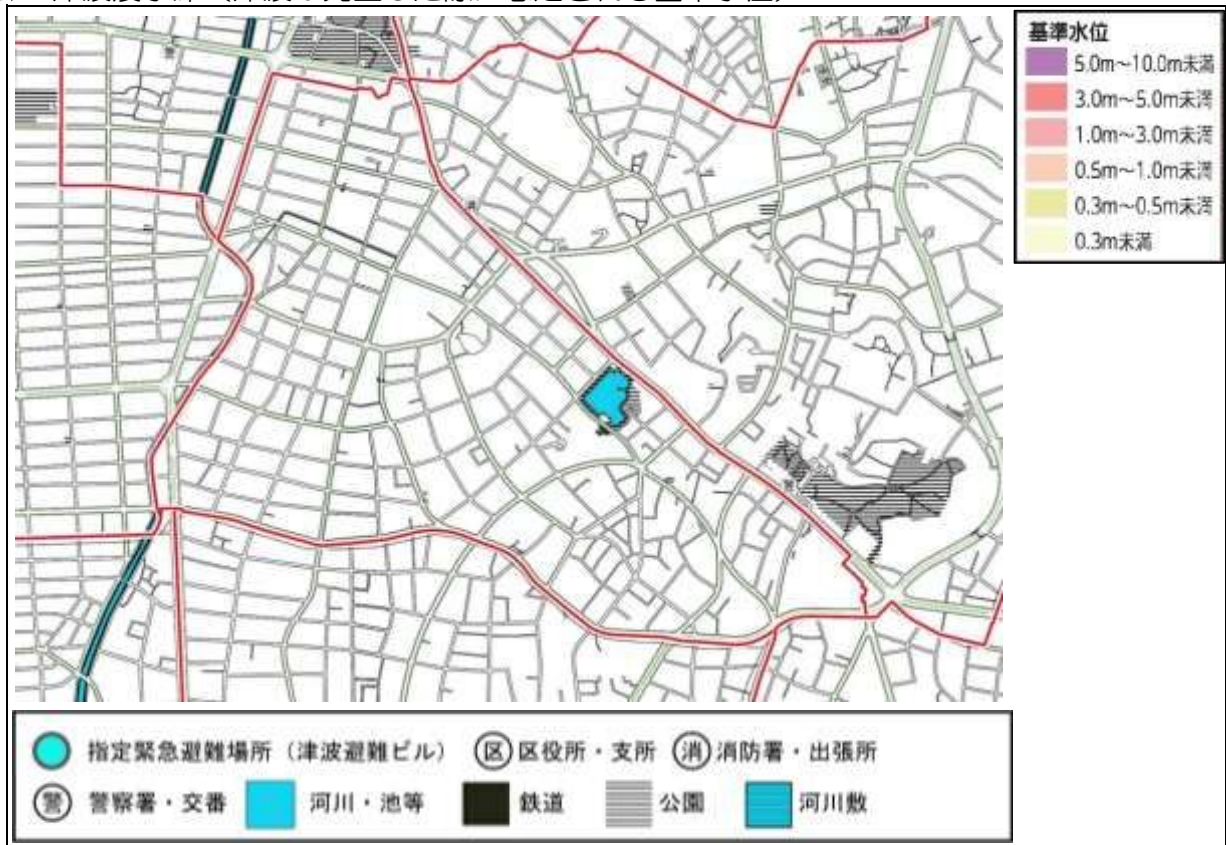 基準水位
5.0m～10.0m未満
3.0m～5.0m未満
1.0m～3.0m未満
0.5m～1.0m未満
0.3m～0.5m未満
0.3m未満
指定緊急避難場所（津波避難ビル） 区 区役所・支所 消 消防署・出張所
警 警察署・交番 河川・池等 鉄道 公園 河川敷